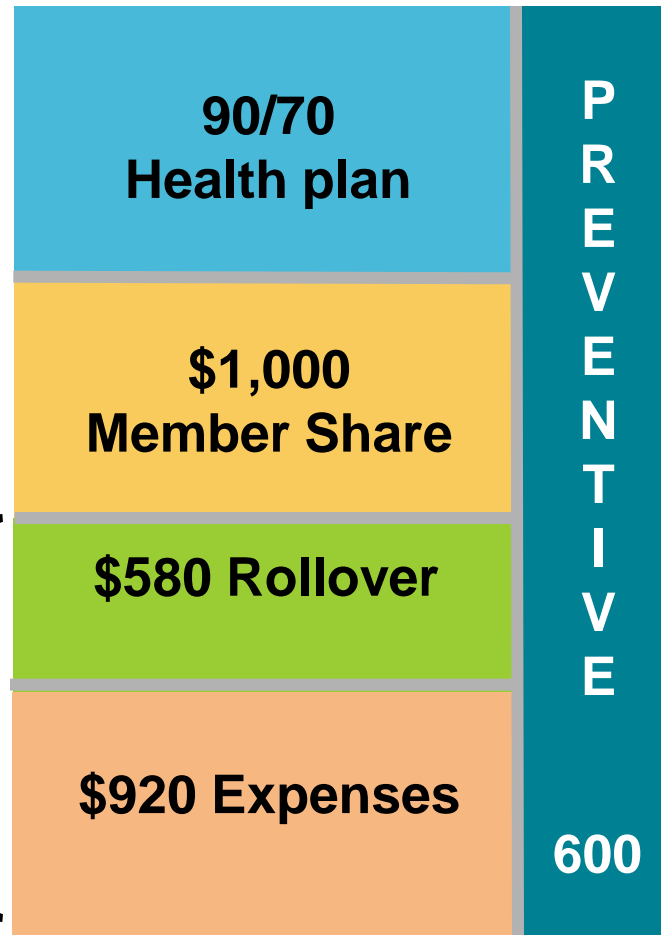 90/70
Health plan
$1,000
Member Share
$580 Rollover
$920 Expenses
P
R
E
V
E
N
T
I
V
E
600